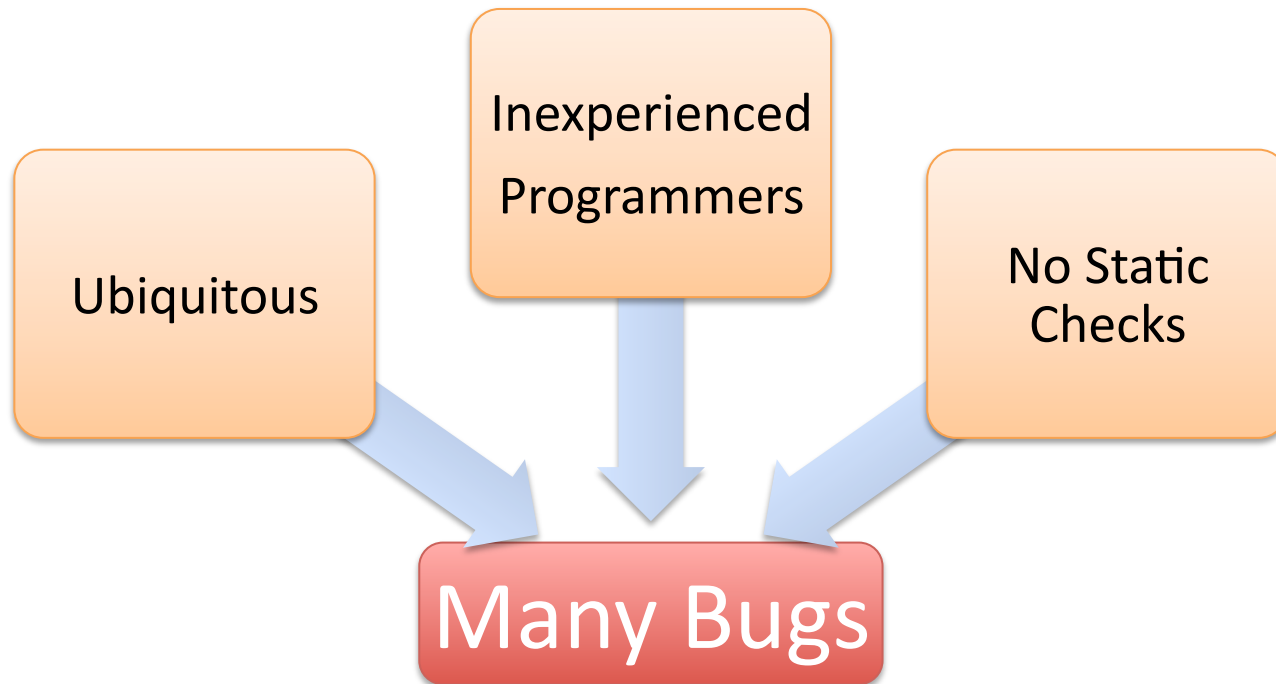 Inexperienced
Programmers
Ubiquitous
No Static
Checks
Many Bugs